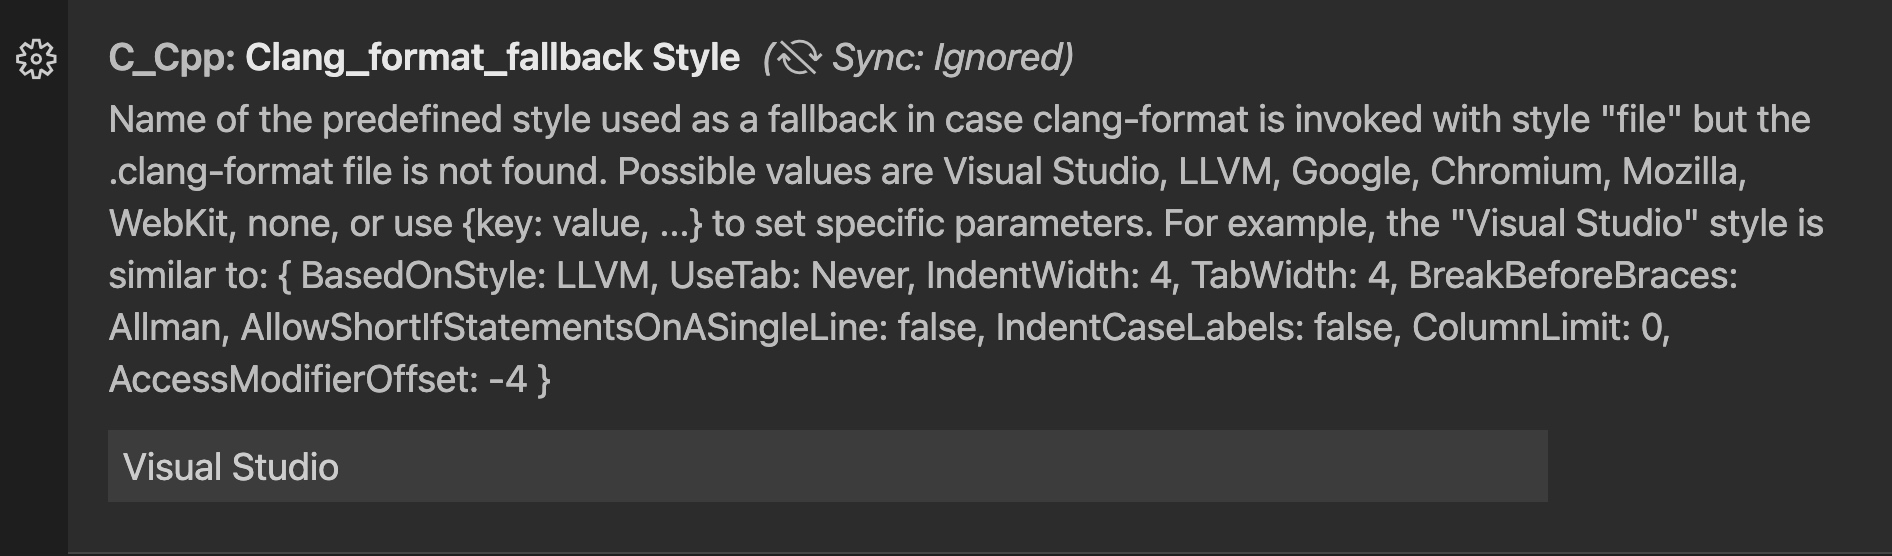 C_Cpp: Clang_format_fallback Style (Sync: Ignored)
Name of the predefined style used as a fallback in case clang-format is invoked with style "file" but the
.clang-format file is not found. Possible values are Visual Studio, LLVM, Google, Chromium, Mozilla,
WebKit, none, or use {key: value, ...} to set specific parameters. For example, the "Visual Studio" style is
similar to: { BasedOnStyle: LLVM, UseTab: Never, IndentWidth: 4, TabWidth: 4, BreakBeforeBraces:
Allman, AllowShortIfStatementsOnASingleLine: false, IndentCaseLabels: false, ColumnLimit: 0,
AccessModifierOffset: -4 }
Visual Studio